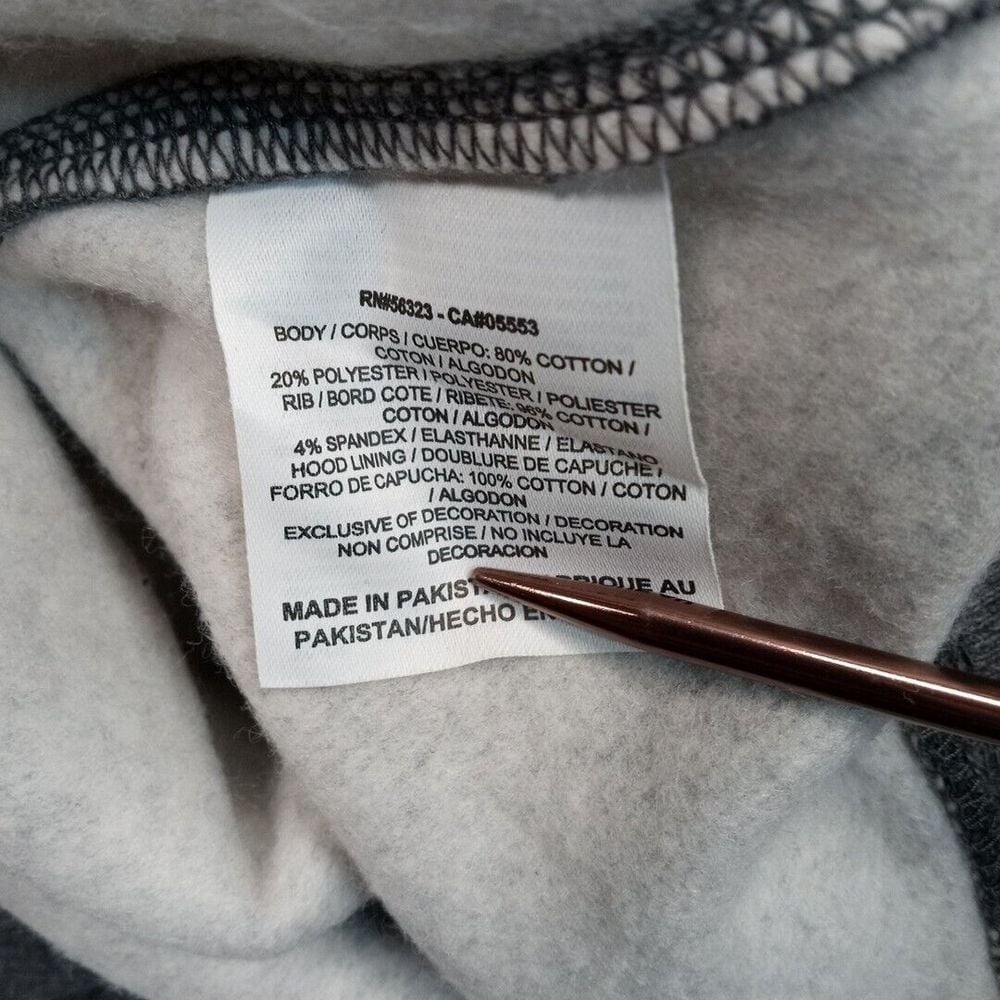 RN#56323 - CA#05553
BODY / CORPS / CUERPO: 80% COTTON /
COTON / ALGODON
20% POLYESTER / POLYESTER / POLIESTER
RIB / BORD COTE / RIBETE: 96% COTTON /
COTON / ALGODON
4% SPANDEX / ELASTHANNE / ELASTANO
HOOD LINING / DOUBLURE DE CAPUCHE /
FORRO DE CAPUCHA: 100% COTTON / COTON
/ ALGODON
EXCLUSIVE OF DECORATION / DECORATION
NON COMPRISE / NO INCLUYE LA
DECORACION
MADE IN AU
PAKISTAN/HECHO